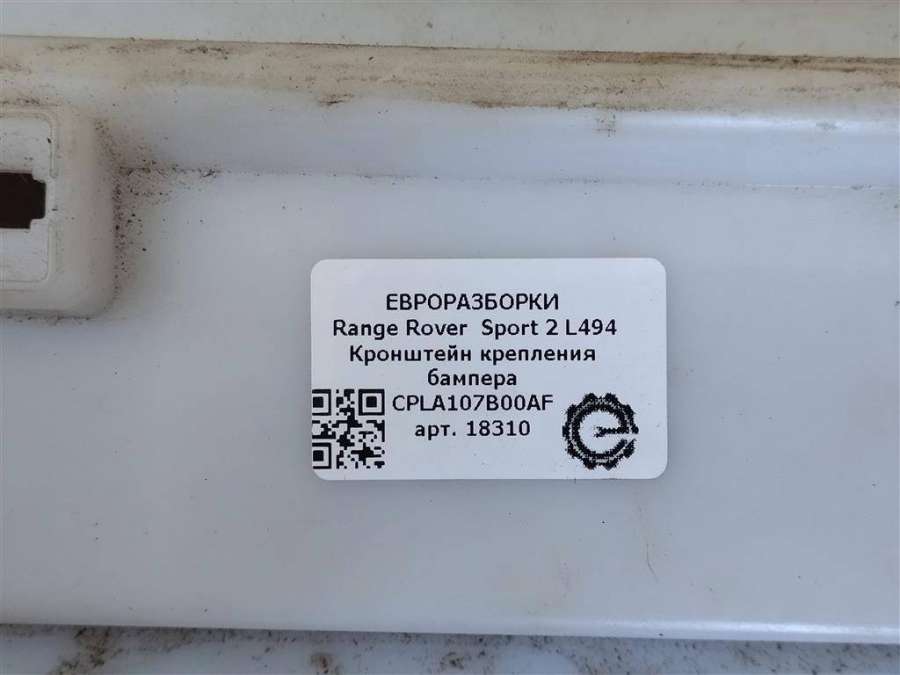 ЕВРОРАЗБОРКИ
Range Rover Sport 2 L494
Кронштейн крепления
бампера
CPLA107B00AF
арт. 18310